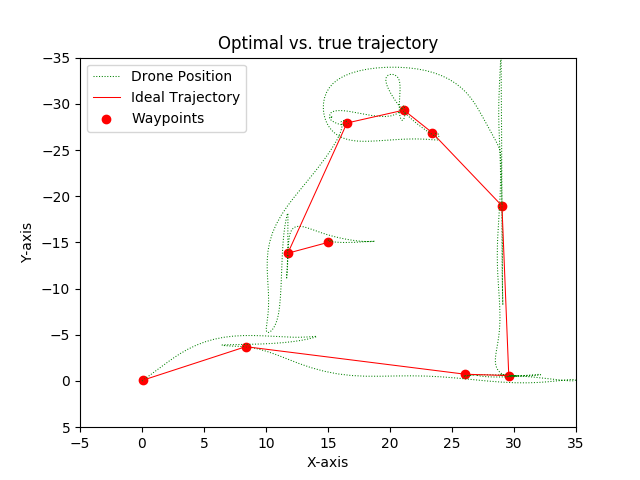 Optimal vs. true trajectory
Drone Position
Ideal Trajectory
Waypoints
−35
−30
−25
−20
−15
−10
−5
0
5
Y-axis
−5 0 5 10 15 20 25 30 35
X-axis